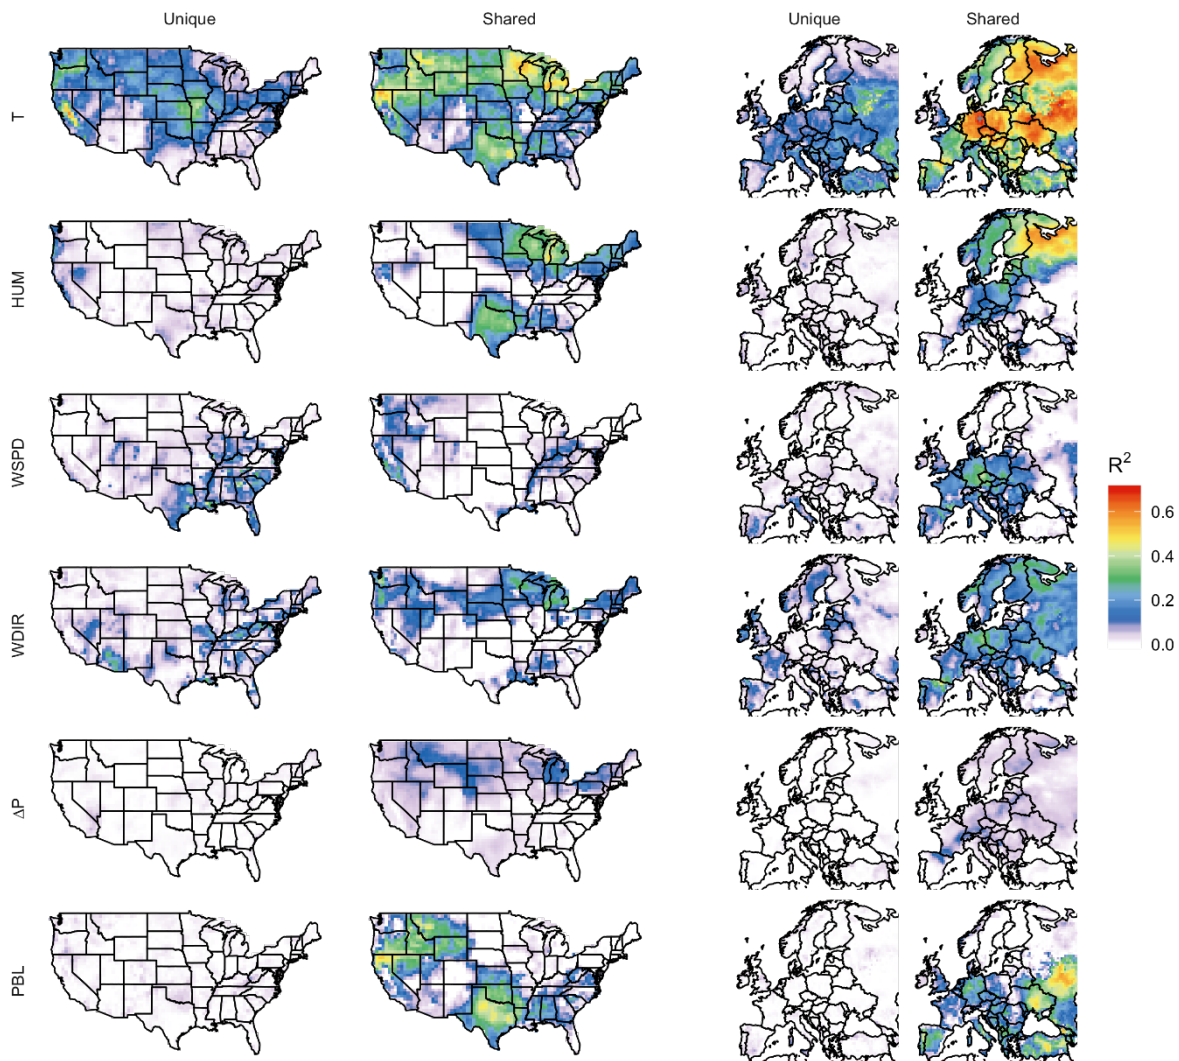 Unique Shared Unique Shared
T
HUM
WSPD
WDIR
ΔP
PBL
R²
0.6
0.4
0.2
0.0